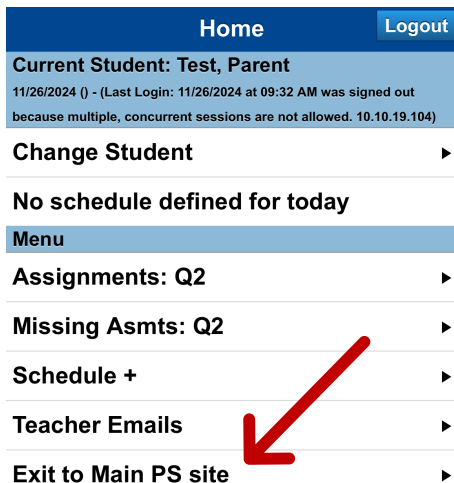 Home
Logout
Current Student: Test, Parent
11/26/2024 () - (Last Login: 11/26/2024 at 09:32 AM was signed out
because multiple, concurrent sessions are not allowed. 10.10.19.104)
Change Student
No schedule defined for today
Menu
Assignments: Q2
Missing Asmts: Q2
Schedule +
Teacher Emails
Exit to Main PS site